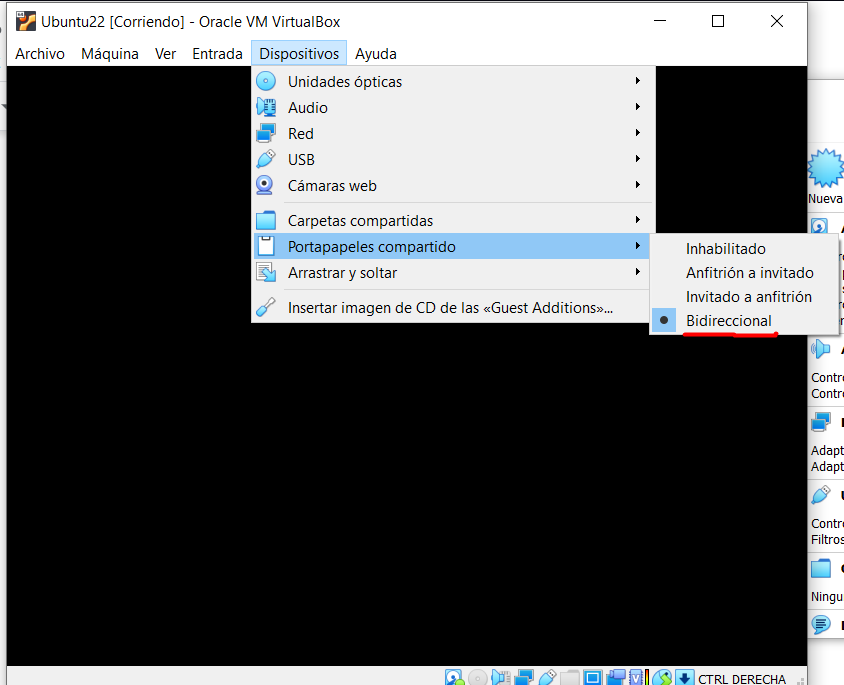 Ubuntu22 [Corriendo] - Oracle VM VirtualBox
Archivo Máquina Ver Entrada Dispositivos Ayuda
Unidades ópticas
Audio
Red
USB
Cámaras web
Carpetas compartidas
Portapapeles compartido
Arrastrar y soltar
Insertar imagen de CD de las «Guest Additions»...
Inhabilitado
Anfitrión a invitado
Invitado a anfitrión
Bidireccional
Nueva
Contro
Contro
Adapt
Adapt
Contro
Filtros
Ningu
CTRL DERECHA